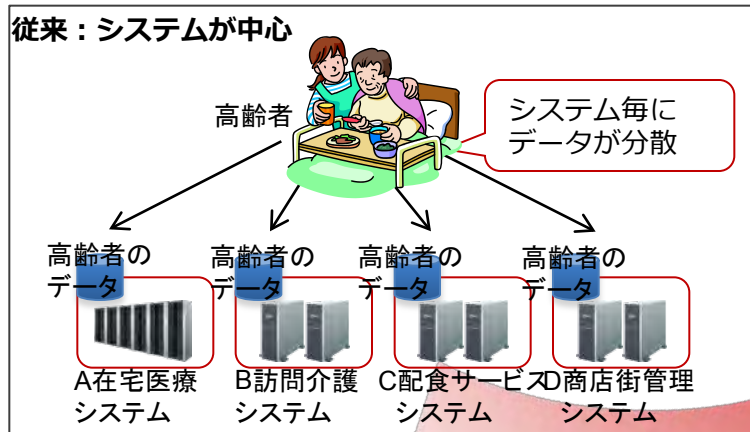 従来：システムが中心
高齢者
システム毎に
データが分散
高齢者の
データ
高齢者の
データ
高齢者の
データ
高齢者の
データ
A在宅医療
システム
B訪問介護
システム
C配食サービス
システム
D商店街管理
システム